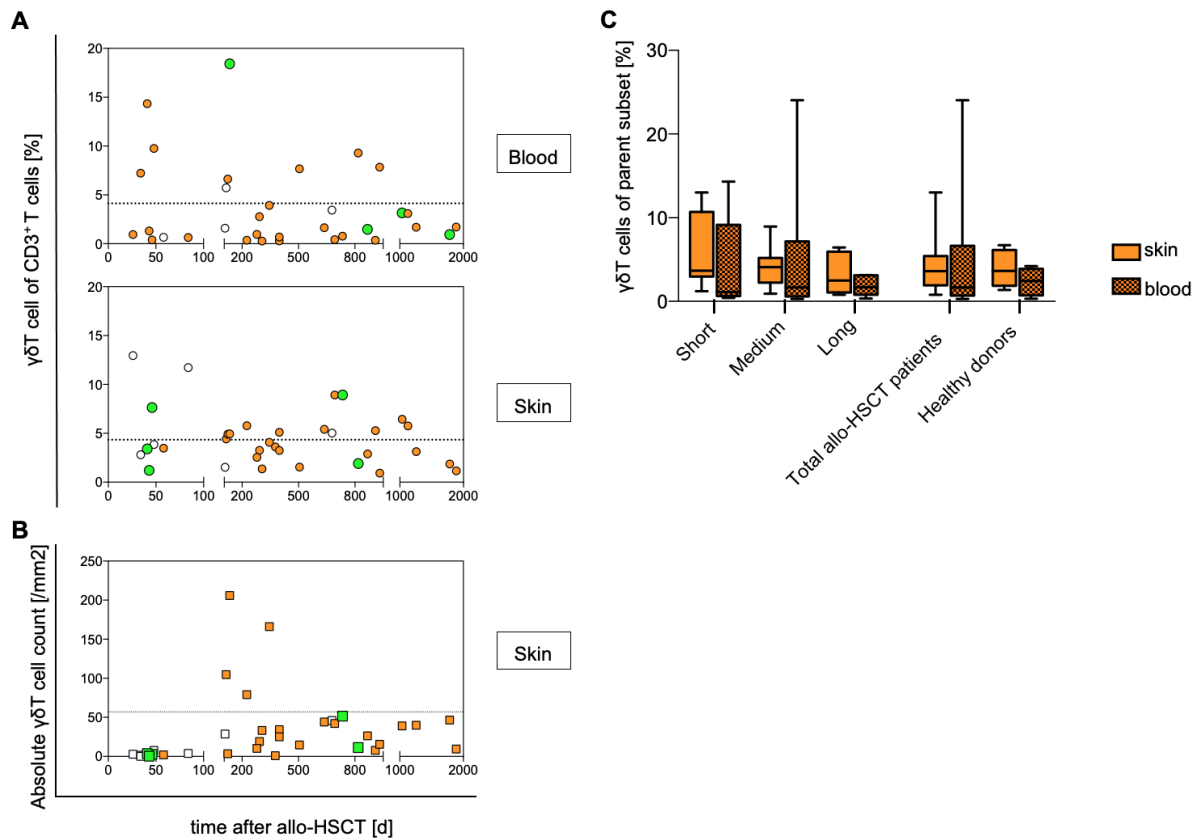 A
γδT cell of CD3⁺ T cells [%]
20
15
10
5
0
0 50 100 200 500 800 1000 2000
Blood
20
15
10
5
0
0 50 100 200 500 800 1000 2000
Skin
B
Absolute γδT cell count [/mm2]
250
200
150
100
50
0
0 50 100 200 500 800 1000 2000
Skin
time after allo-HSCT [d]
C
γδT cells of parent subset [%]
30
20
10
0
Short
Medium
Long
Total allo-HSCT patients
Healthy donors
skin
blood